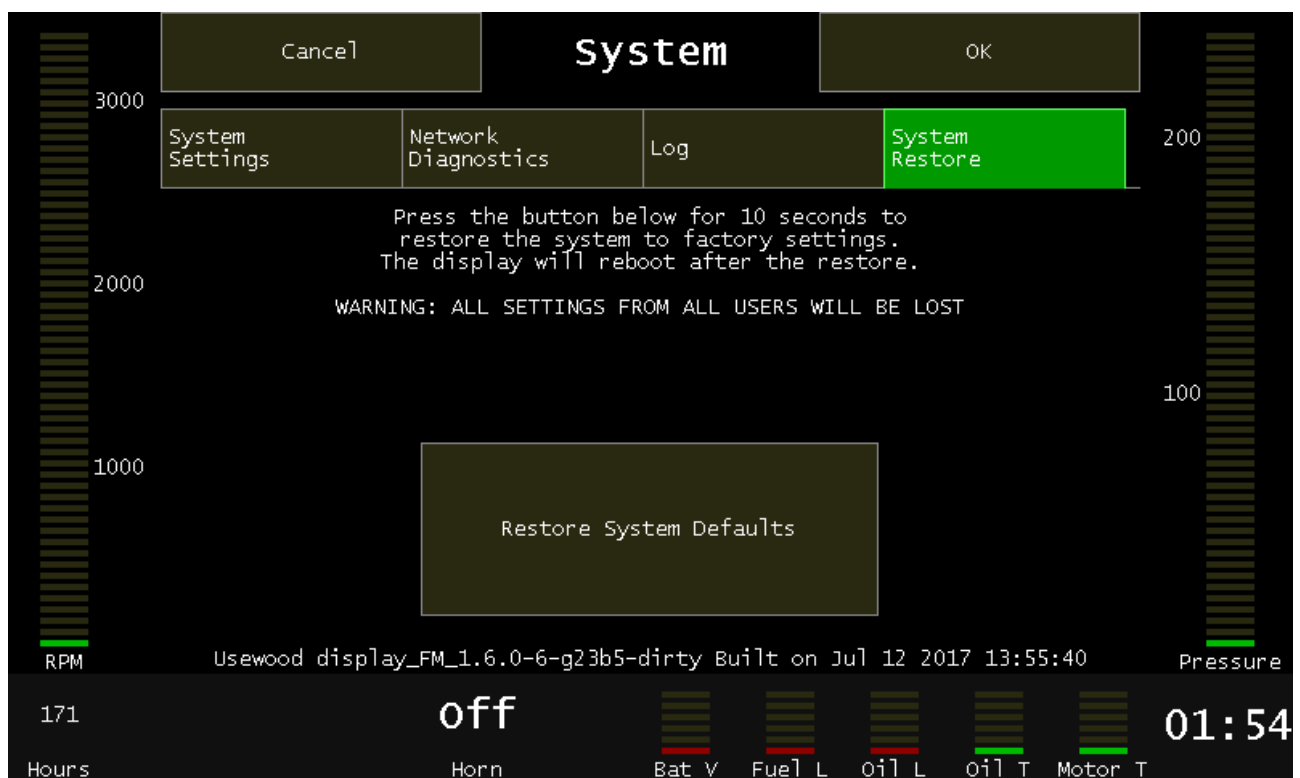 Cancel
System
OK
3000
System
Settings
Network
Diagnostics
Log
System
Restore
200
Press the button below for 10 seconds to
restore the system to factory settings.
The display will reboot after the restore.
2000
WARNING: ALL SETTINGS FROM ALL USERS WILL BE LOST
100
1000
Restore System Defaults
RPM
Usewood display_FM_1.6.0-6-g23b5-dirty Built on Jul 12 2017 13:55:40
Pressure
171
Off
01:54
Hours
Horn
Bat V
Fuel L
Oil L
Oil T
Motor T